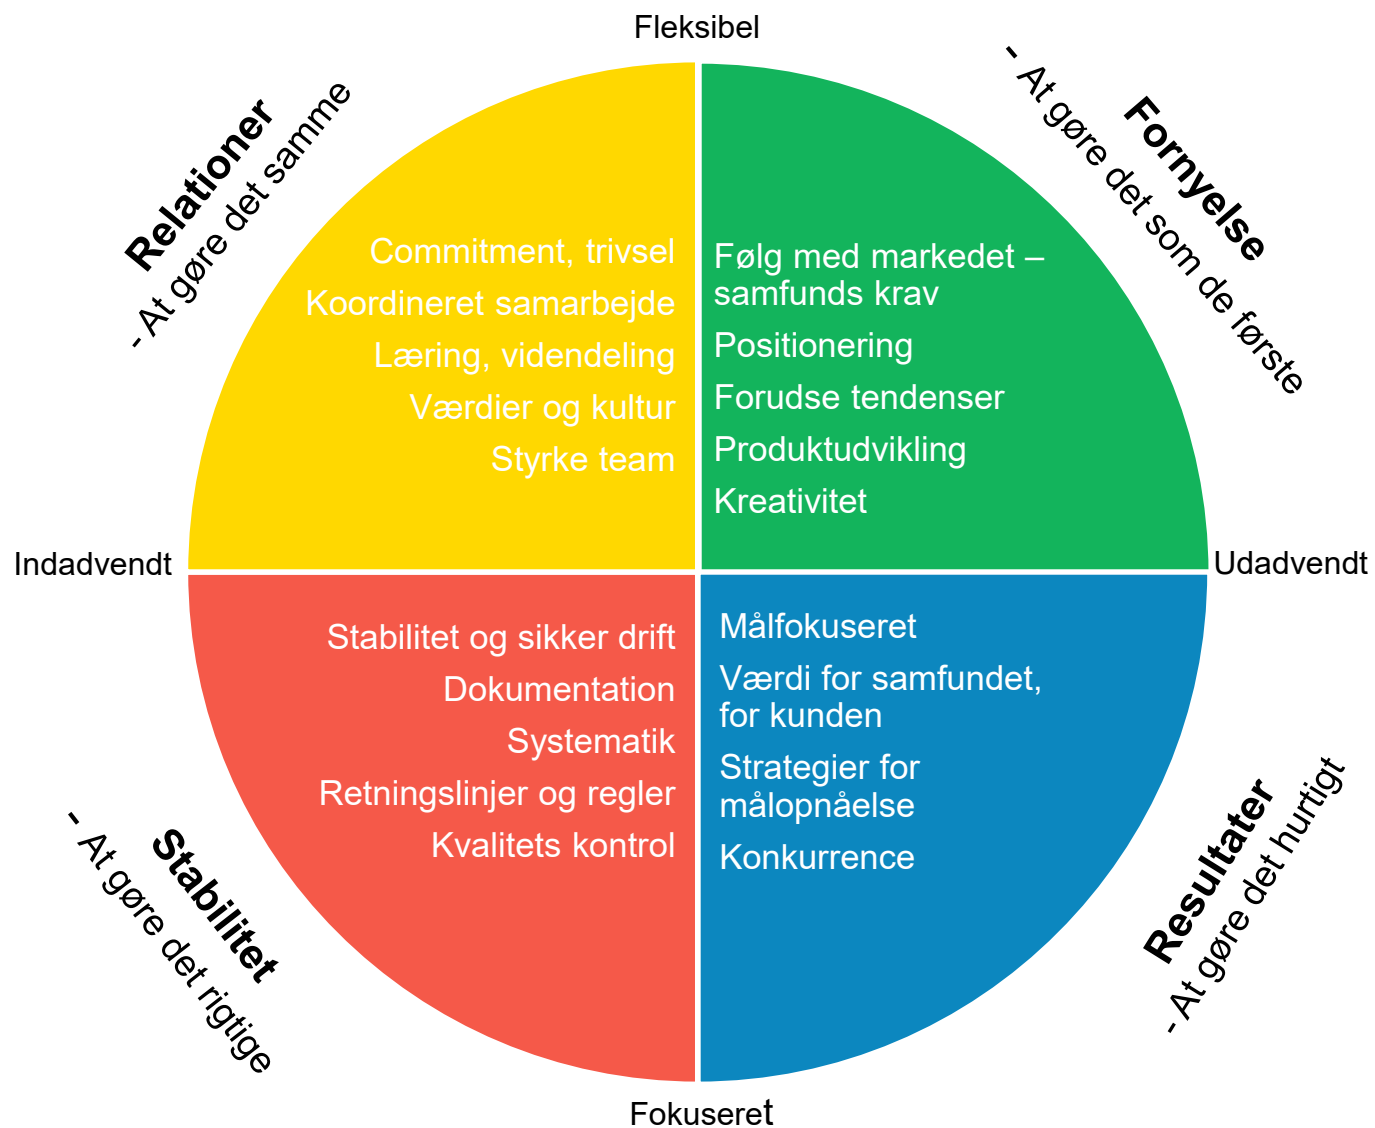 Fleksibel
Relationer
- At gøre det samme
Fornyelse
- At gøre det som de første
Commitment, trivsel
Koordineret samarbejde
Læring, videndeling
Værdier og kultur
Styrke team
Følg med markedet –
samfunds krav
Positionering
Forudse tendenser
Produktudvikling
Kreativitet
Indadvendt
Udadvendt
Stabilitet og sikker drift
Dokumentation
Systematik
Retningslinjer og regler
Kvalitets kontrol
Målfokuseret
Værdi for samfundet,
for kunden
Strategier for
målopnåelse
Konkurrence
Stabilitet
- At gøre det rigtige
Resultater
- At gøre det hurtigt
Fokuseret